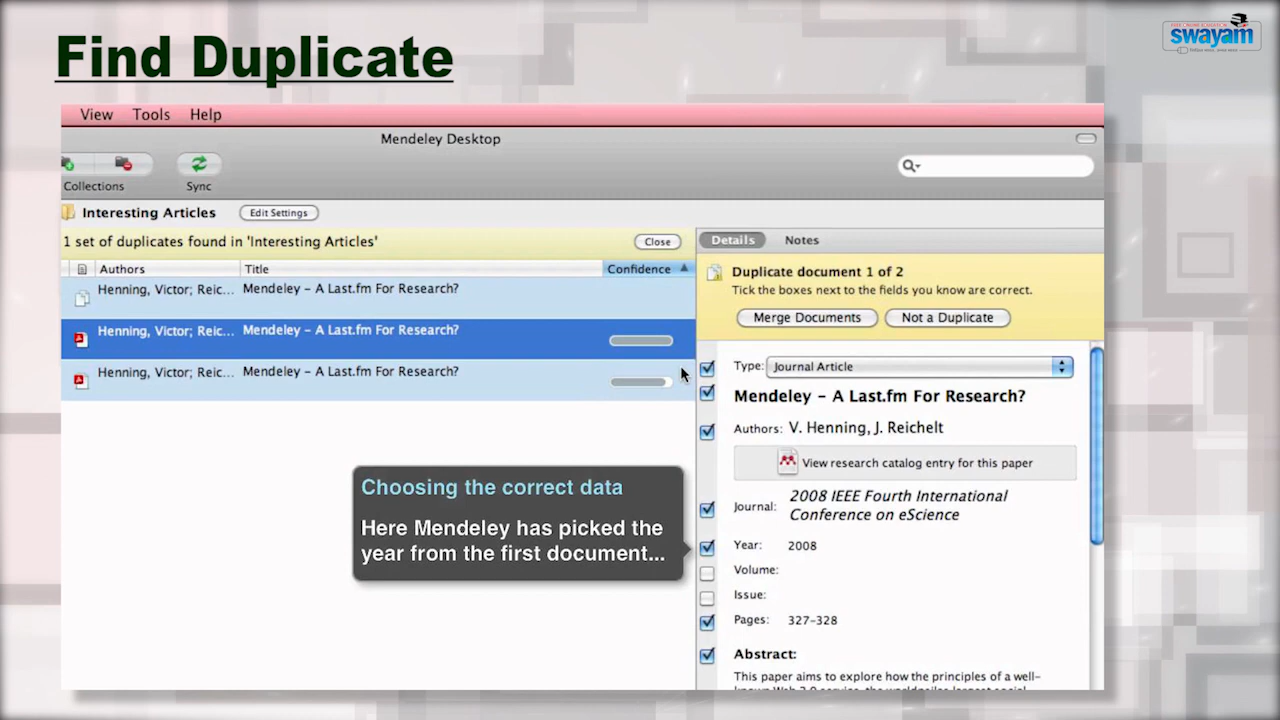 Find Duplicate
swayam
View Tools Help
Mendeley Desktop
Collections Sync
Interesting Articles Edit Settings
1 set of duplicates found in 'Interesting Articles' Close
Authors Title Confidence
Henning, Victor; Reic... Mendeley – A Last.fm For Research?
Henning, Victor; Reic... Mendeley – A Last.fm For Research?
Henning, Victor; Reic... Mendeley – A Last.fm For Research?
Choosing the correct data
Here Mendeley has picked the
year from the first document...
Details Notes
Duplicate document 1 of 2
Tick the boxes next to the fields you know are correct.
Merge Documents Not a Duplicate
Type: Journal Article
Mendeley – A Last.fm For Research?
Authors: V. Henning, J. Reichelt
View research catalog entry for this paper
Journal: 2008 IEEE Fourth International
Conference on eScience
Year: 2008
Volume:
Issue:
Pages: 327-328
Abstract:
This paper aims to explore how the principles of a well-